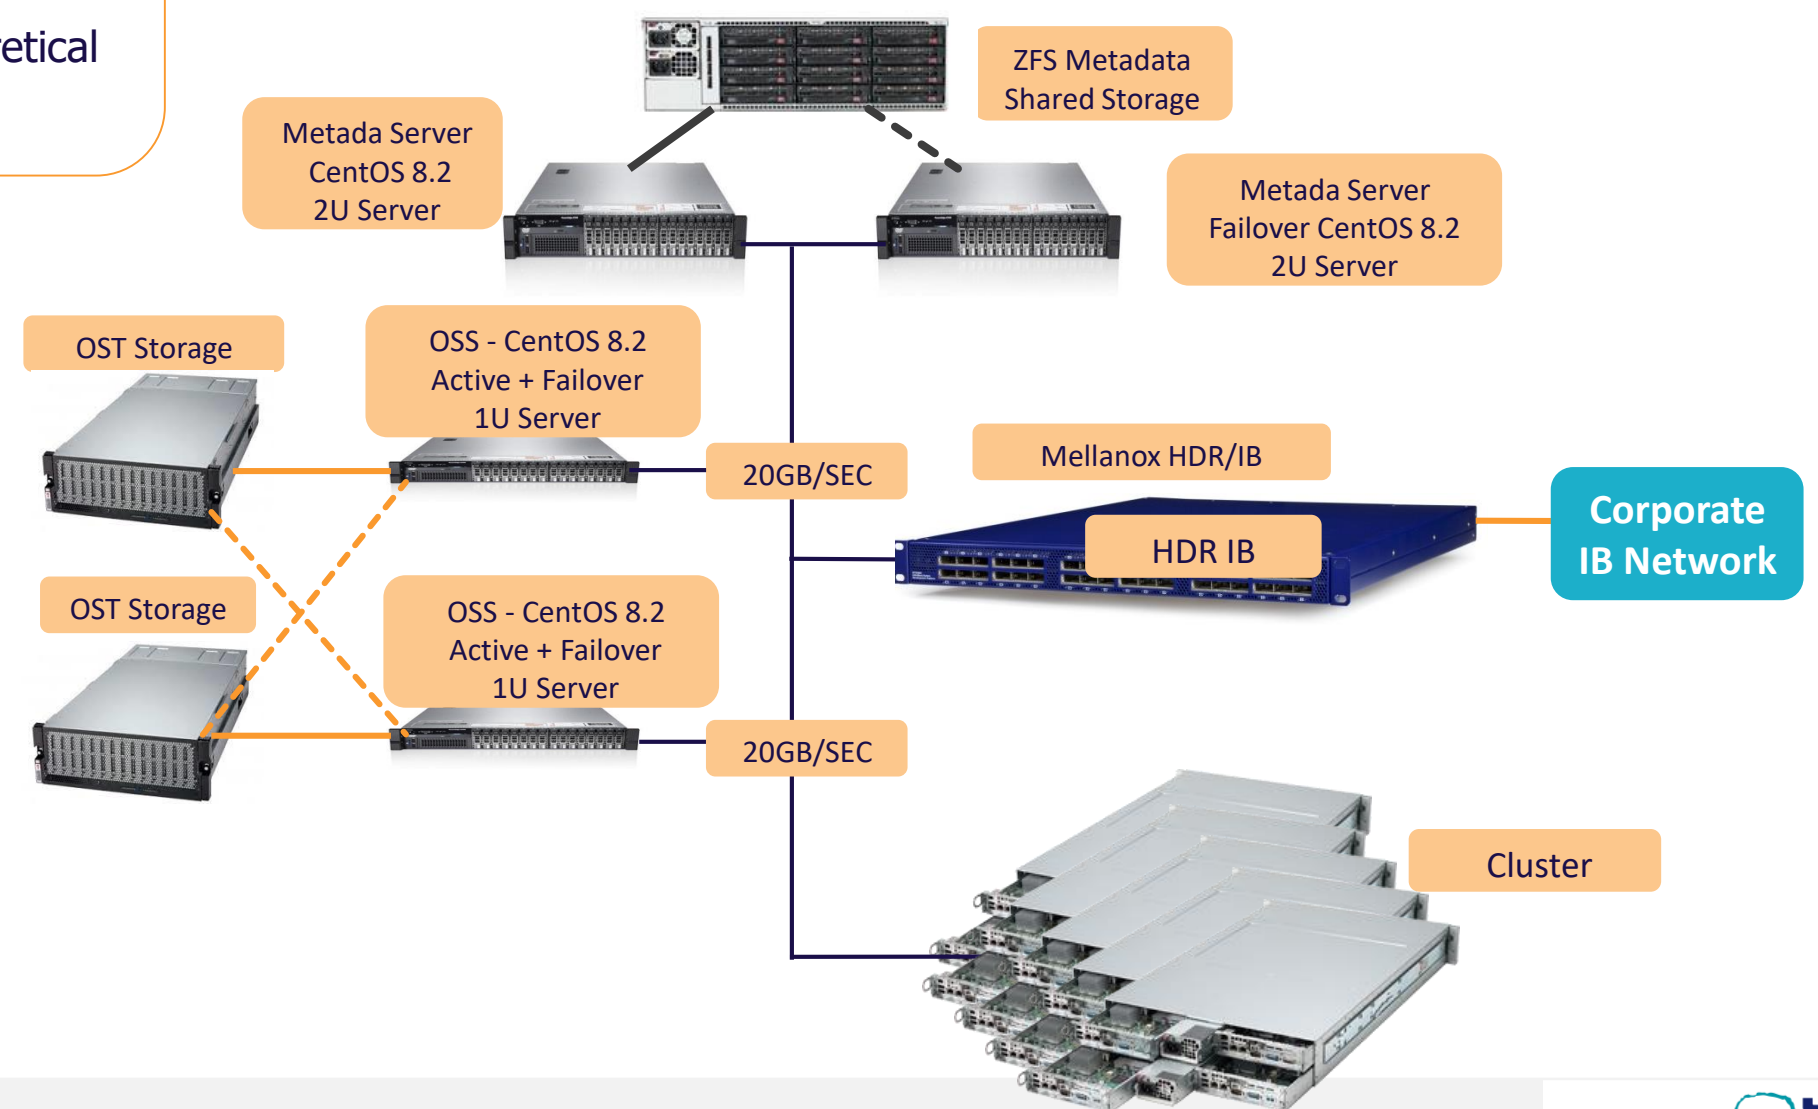 etical
ZFS Metadata
Shared Storage
Metada Server
CentOS 8.2
2U Server
Metada Server
Failover CentOS 8.2
2U Server
OST Storage
OSS - CentOS 8.2
Active + Failover
1U Server
20GB/SEC
Mellanox HDR/IB
HDR IB
Corporate
IB Network
OST Storage
OSS - CentOS 8.2
Active + Failover
1U Server
20GB/SEC
Cluster